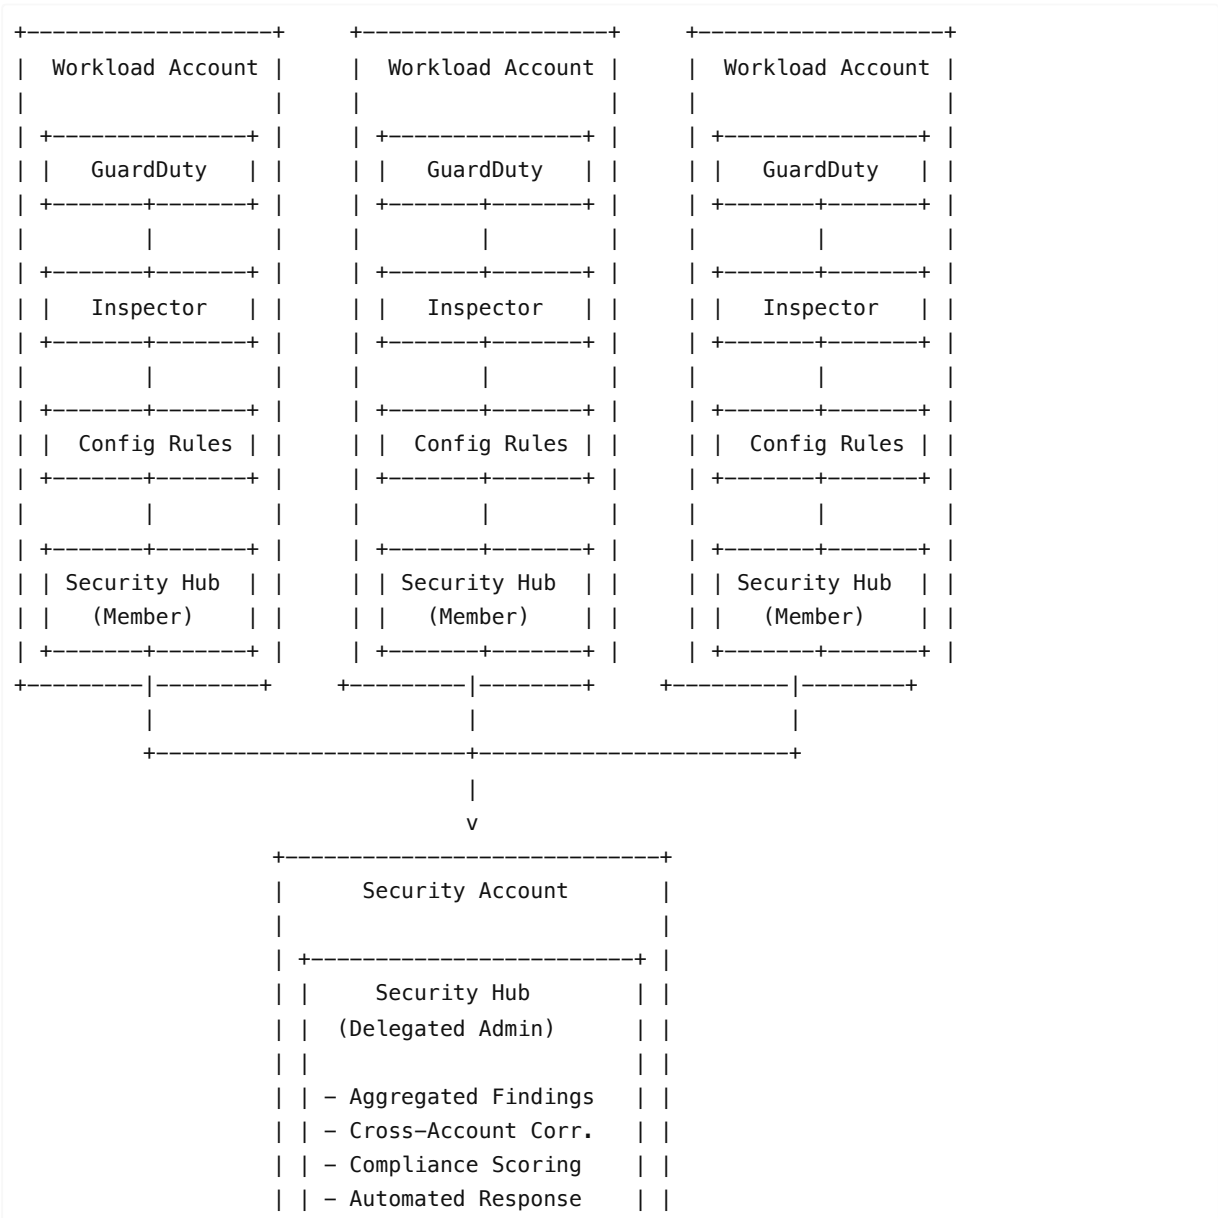 Workload Account Workload Account Workload Account
GuardDuty GuardDuty GuardDuty
Inspector Inspector Inspector
Config Rules Config Rules Config Rules
Security Hub Security Hub Security Hub
(Member) (Member) (Member)
v
Security Account
Security Hub
(Delegated Admin)
- Aggregated Findings
- Cross-Account Corr.
- Compliance Scoring
- Automated Response